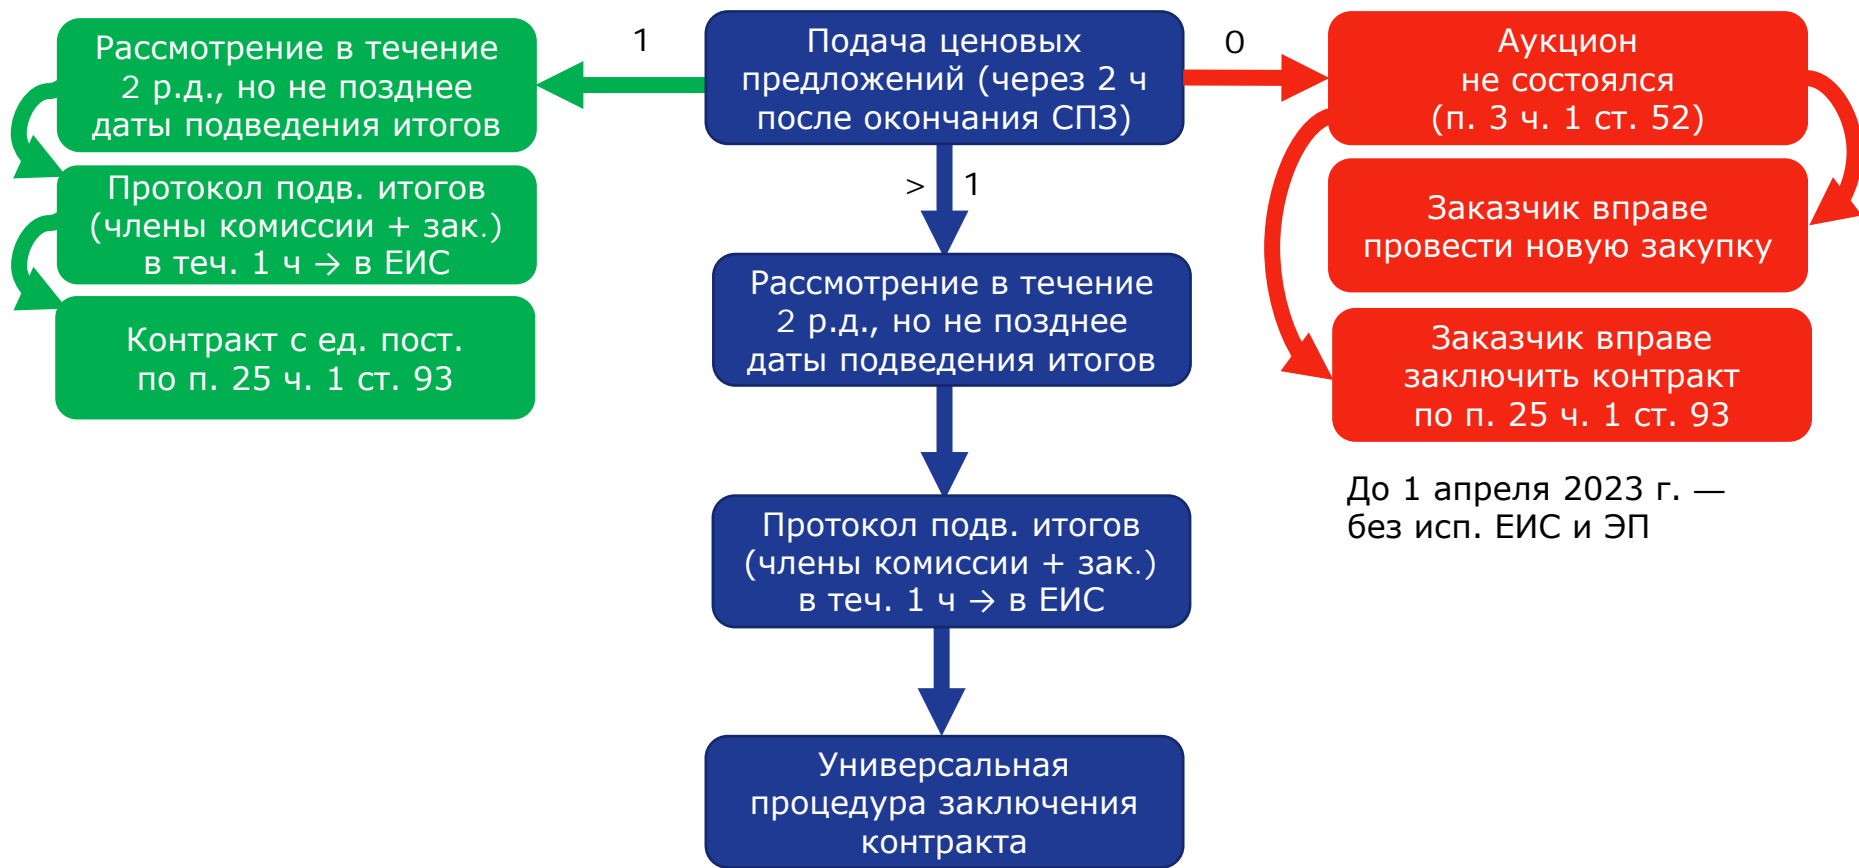 Рассмотрение в течение
2 р.д., но не позднее
даты подведения итогов
1
Подача ценовых
предложений (через 2 ч
после окончания СПЗ)
0
Аукцион
не состоялся
(п. 3 ч. 1 ст. 52)
Протокол подв. итогов
(члены комиссии + зак.)
в теч. 1 ч → в ЕИС
> 1
Заказчик вправе
провести новую закупку
Контракт с ед. пост.
по п. 25 ч. 1 ст. 93
Рассмотрение в течение
2 р.д., но не позднее
даты подведения итогов
Заказчик вправе
заключить контракт
по п. 25 ч. 1 ст. 93
До 1 апреля 2023 г. —
без исп. ЕИС и ЭП
Протокол подв. итогов
(члены комиссии + зак.)
в теч. 1 ч → в ЕИС
Универсальная
процедура заключения
контракта